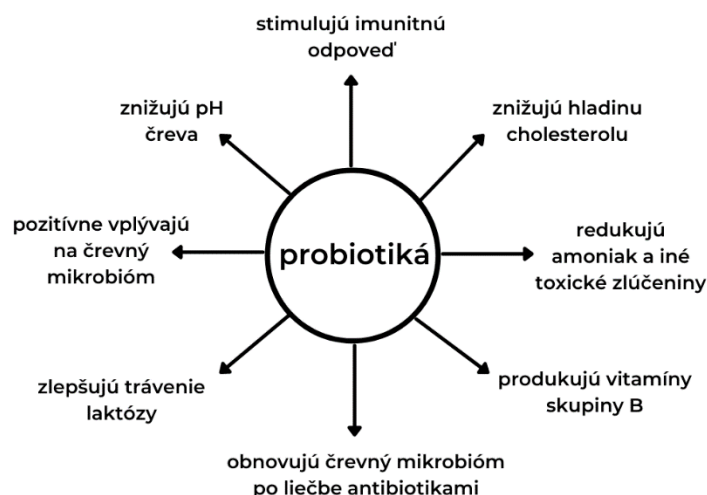 stimulujú imunitnú
odpoveď
znižujú pH
čreva
znižujú hladinu
cholesterolu
pozitívne vplývajú
na črevný
mikrobióm
probiotiká
redukujú
amoniak a iné
toxické zlúčeniny
zlepšujú trávenie
laktózy
produkujú vitamíny
skupiny B
obnovujú črevný mikrobióm
po liečbe antibiotikami